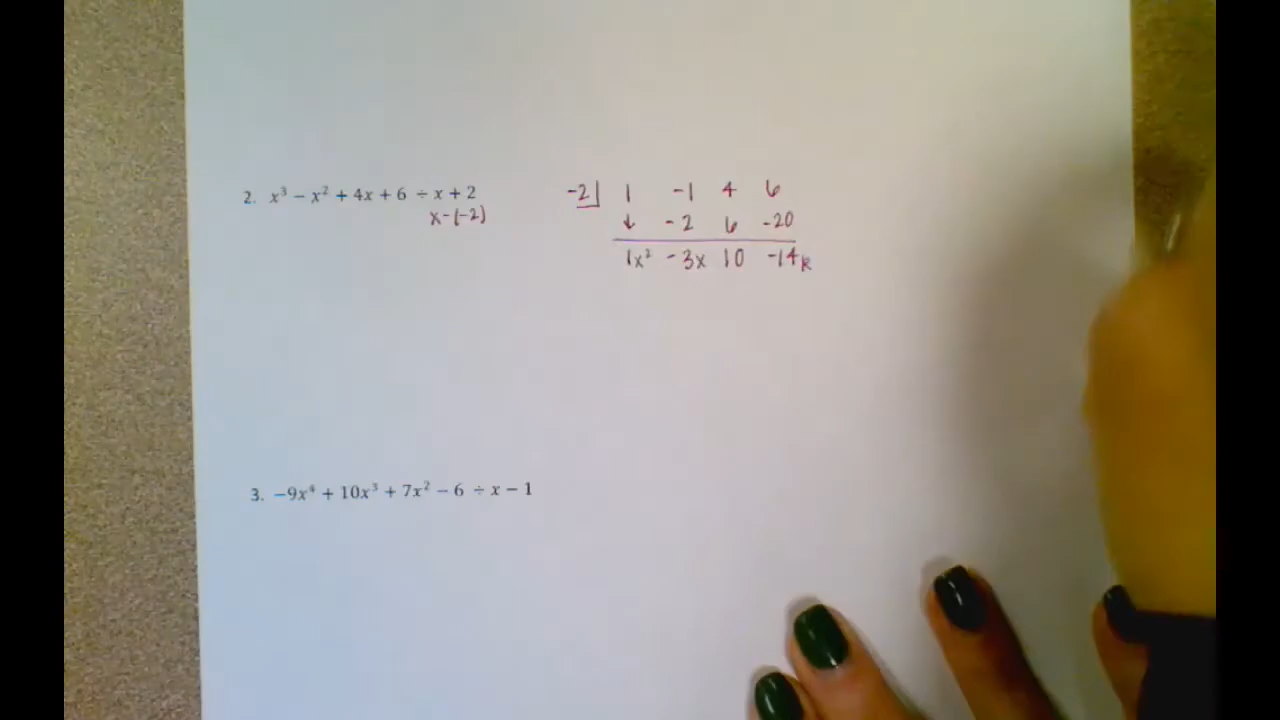 2. x³ − x² + 4x + 6 ÷ x + 2
x-(-2)
-2| 1 -1 4 6
↓ -2 6 -20
1x² -3x 10 -14R
3. −9x⁴ + 10x³ + 7x² − 6 ÷ x − 1